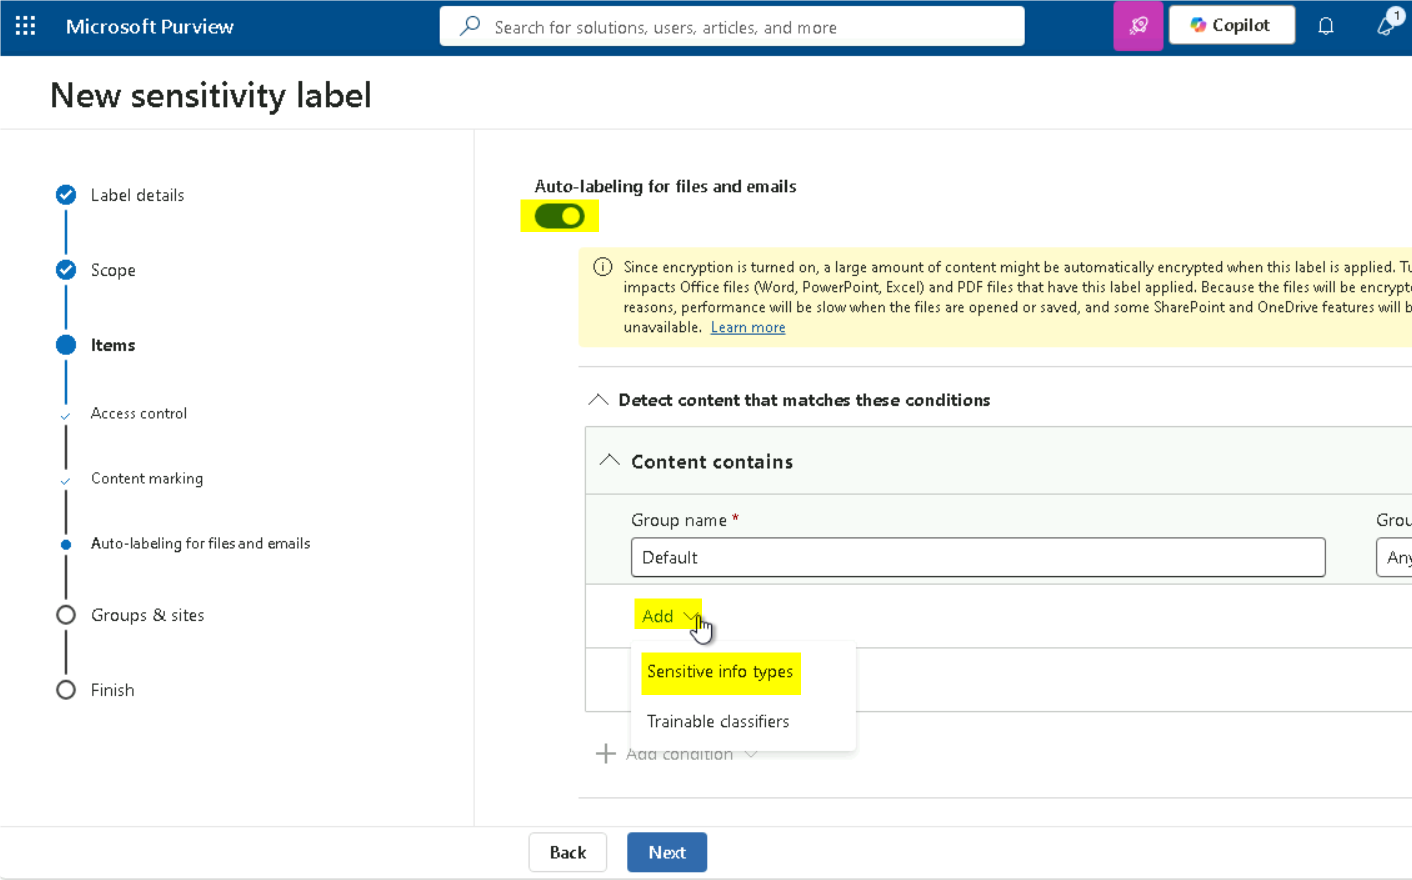 Microsoft Purview
Search for solutions, users, articles, and more
Copilot
1
New sensitivity label
Label details
Scope
Items
Access control
Content marking
Auto-labeling for files and emails
Groups & sites
Finish
Auto-labeling for files and emails
Since encryption is turned on, a large amount of content might be automatically encrypted when this label is applied. Tu
impacts Office files (Word, PowerPoint, Excel) and PDF files that have this label applied. Because the files will be encrypte
reasons, performance will be slow when the files are opened or saved, and some SharePoint and OneDrive features will b
unavailable. Learn more
Detect content that matches these conditions
Content contains
Group name *
Grou
Default
Any
Add
Sensitive info types
Trainable classifiers
Add condition
Back
Next